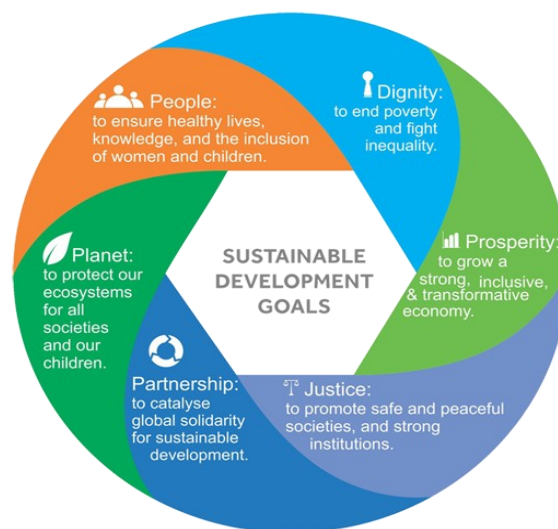 Dignity:
to end poverty
and fight
inequality.
Prosperity:
to grow a
strong, inclusive,
& transformative
economy.
Justice:
to promote safe and peaceful
societies, and strong
institutions.
Partnership:
to catalyse
global solidarity
for sustainable
development.
Planet:
to protect our
ecosystems
for all
societies
and our
children.
People:
to ensure healthy lives,
knowledge, and the inclusion
of women and children.
SUSTAINABLE
DEVELOPMENT
GOALS